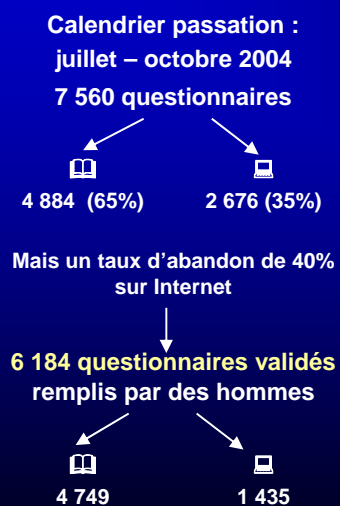 Calendrier passation :
juillet – octobre 2004
7 560 questionnaires
4 884 (65%) 2 676 (35%)
Mais un taux d'abandon de 40%
sur Internet
6 184 questionnaires validés
remplis par des hommes
4 749 1 435